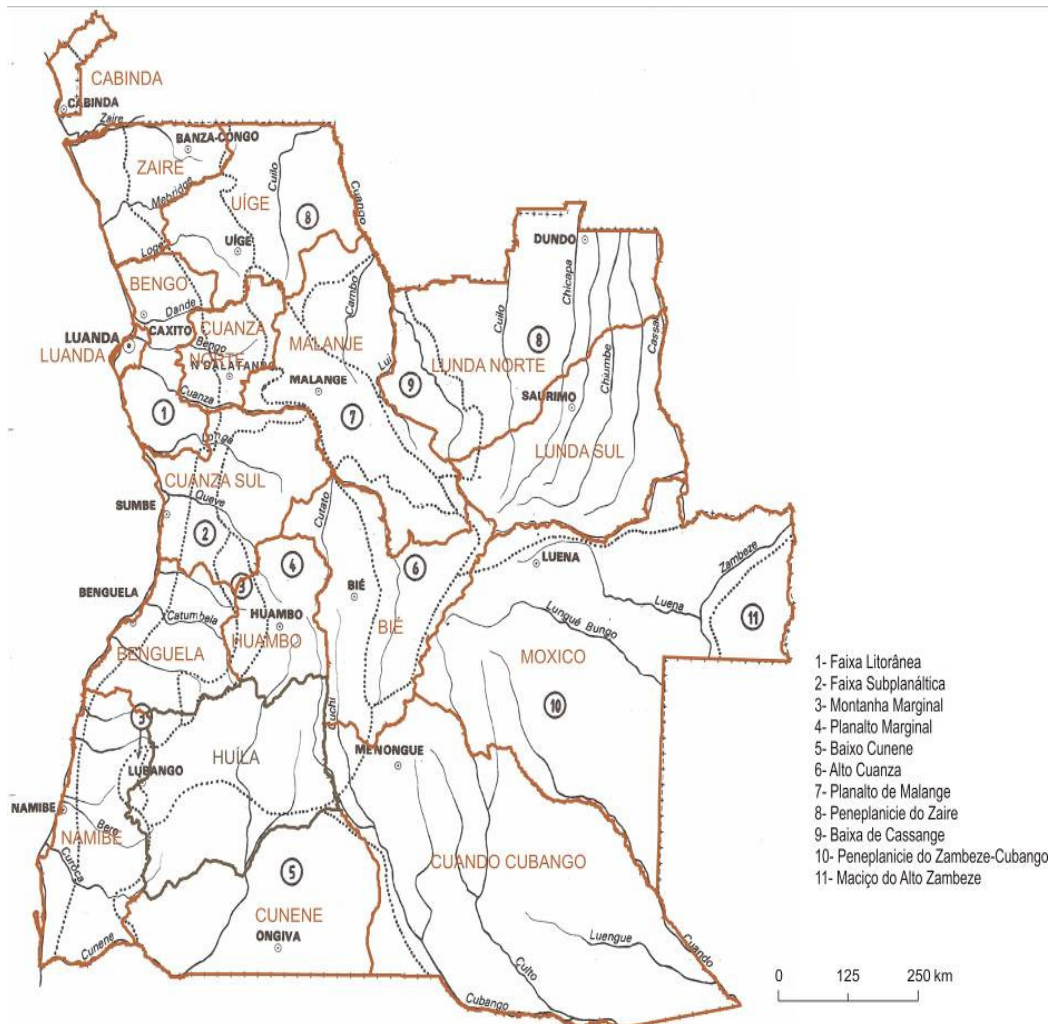 CABINDA
CABINDA
Zaire
BANZA-CONGO
ZAIRE
Cuilo
Cuango
Mebridge
UÍGE
8
DUNDO
UÍGE
Loge
BENGO
Cambo
Chicapa
Dande
CUANZA
Cuilo
Cassai
LUANDA
CAXITO
MALANJE
8
Chiumbe
LUANDA
Bengo
NORTE
Lui
LUNDA NORTE
N'DALATANDO
MALANGE
9
SAURIMO
Cuanza
1
7
Longa
LUNDA SUL
CUANZA SUL
Cutato
Queve
SUMBE
2
LUENA
Zambeze
4
6
3
BIÉ
BENGUELA
Luena
HUAMBO
Lungué Bungo
11
Catumbela
BIÉ
HUAMBO
BENGUELA
MOXICO
10
3
Cuchi
MENONGUE
HUÍLA
LUBANGO
NAMIBE
Bero
NAMIBE
Curoca
CUANDO CUBANGO
5
CUNENE
ONGIVA
Luengue
Cunene
Cuando
Cuito
Cubango
1- Faixa Litorânea
2- Faixa Subplanáltica
3- Montanha Marginal
4- Planalto Marginal
5- Baixo Cunene
6- Alto Cuanza
7- Planalto de Malange
8- Peneplanicie do Zaire
9- Baixa de Cassange
10- Peneplanicie do Zambeze-Cubango
11- Maciço do Alto Zambeze
0 125 250 km